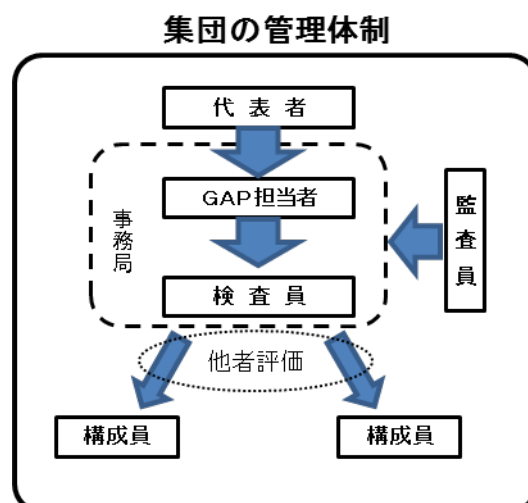 集団の管理体制
代表者
GAP担当者
事務局
監査員
検査員
他者評価
構成員
構成員